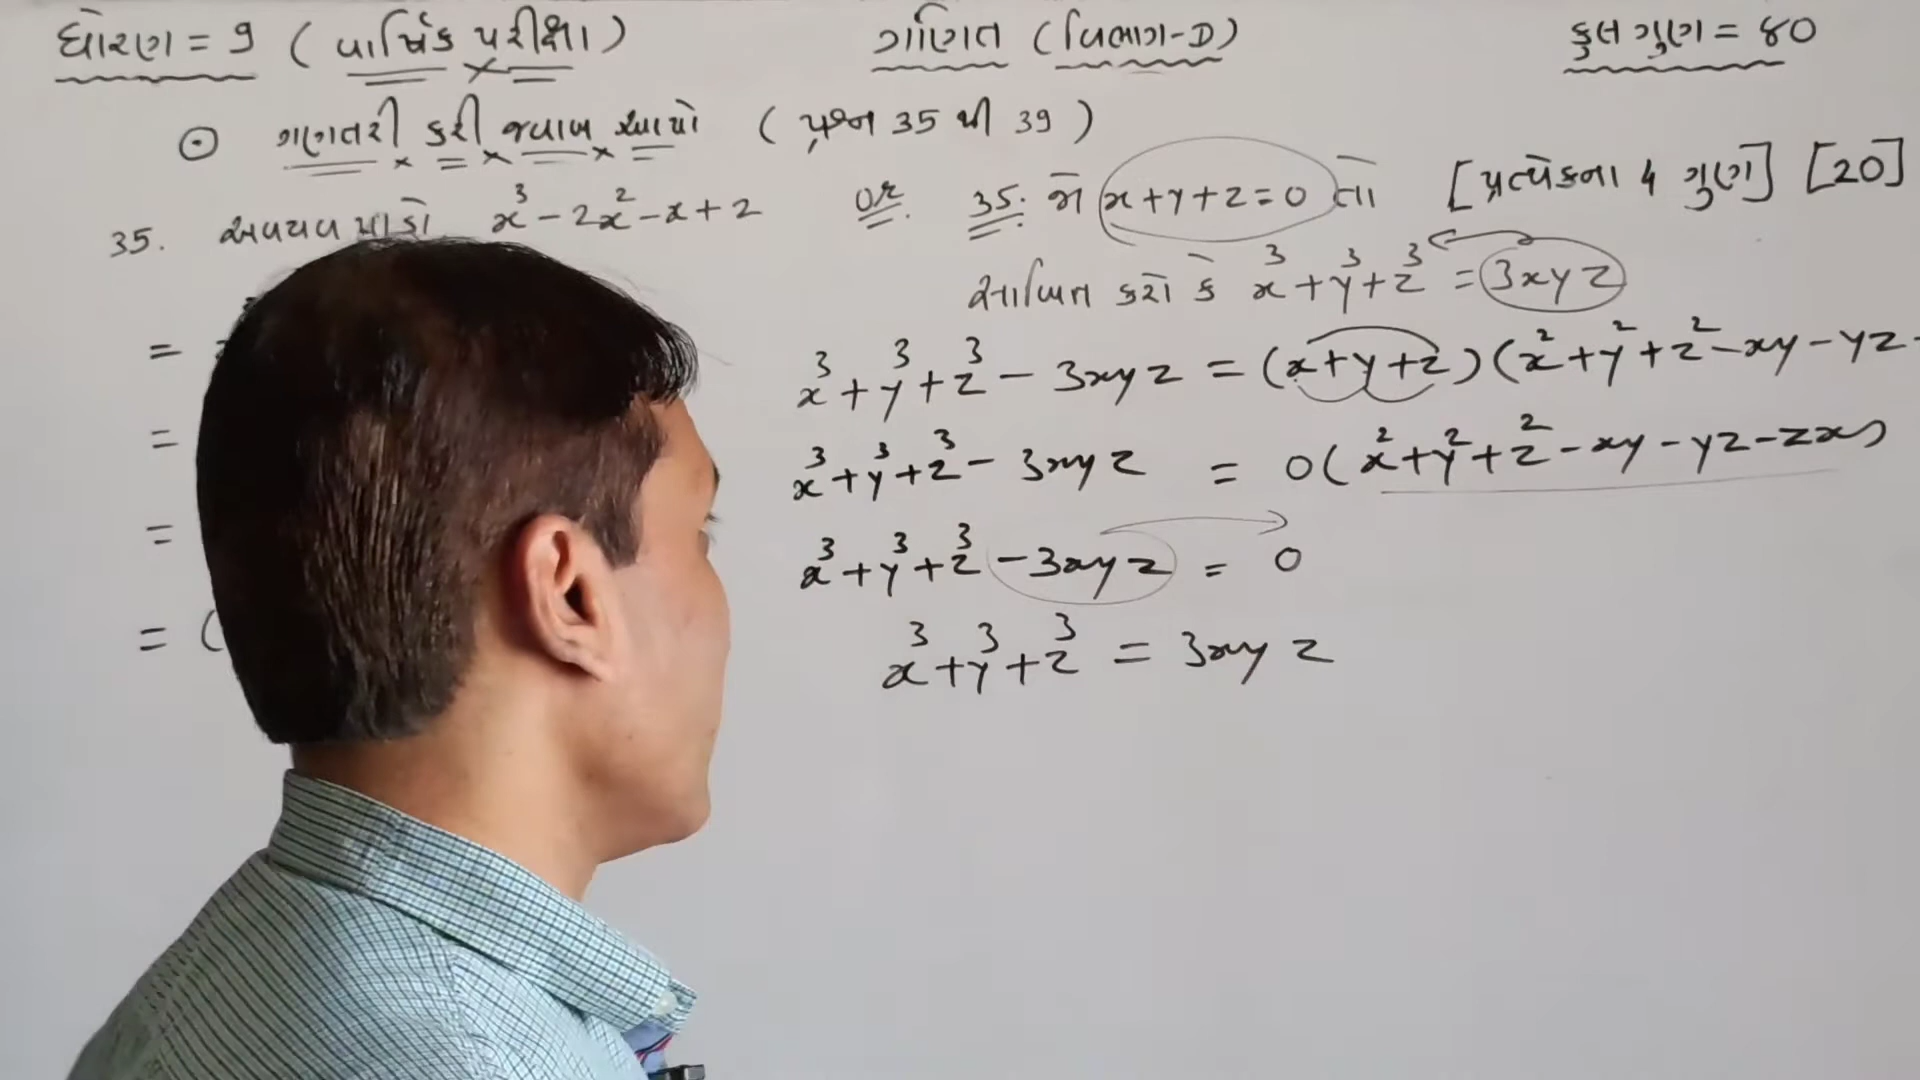 ધોરણ = 9 ( વાર્ષિક પરીક્ષા )
ગણિત ( વિભાગ-D )
કુલ ગુણ = ૪૦
⊙ ગણતરી કરી જવાબ આપો ( પ્રશ્ન 35 થી 39 )
[પ્રત્યેકના 4 ગુણ] [20]
35. અવયવ પાડો x³ - 2x² - x + 2
=
=
=
= (
OR 35. જો x + y + z = 0 તો
સાબિત કરો કે x³ + y³ + z³ = 3xyz
x³ + y³ + z³ - 3xyz = (x + y + z)(x² + y² + z² - xy - yz -
x³ + y³ + z³ - 3xyz = 0(x² + y² + z² - xy - yz - zx)
x³ + y³ + z³ - 3xyz = 0
x³ + y³ + z³ = 3xyz